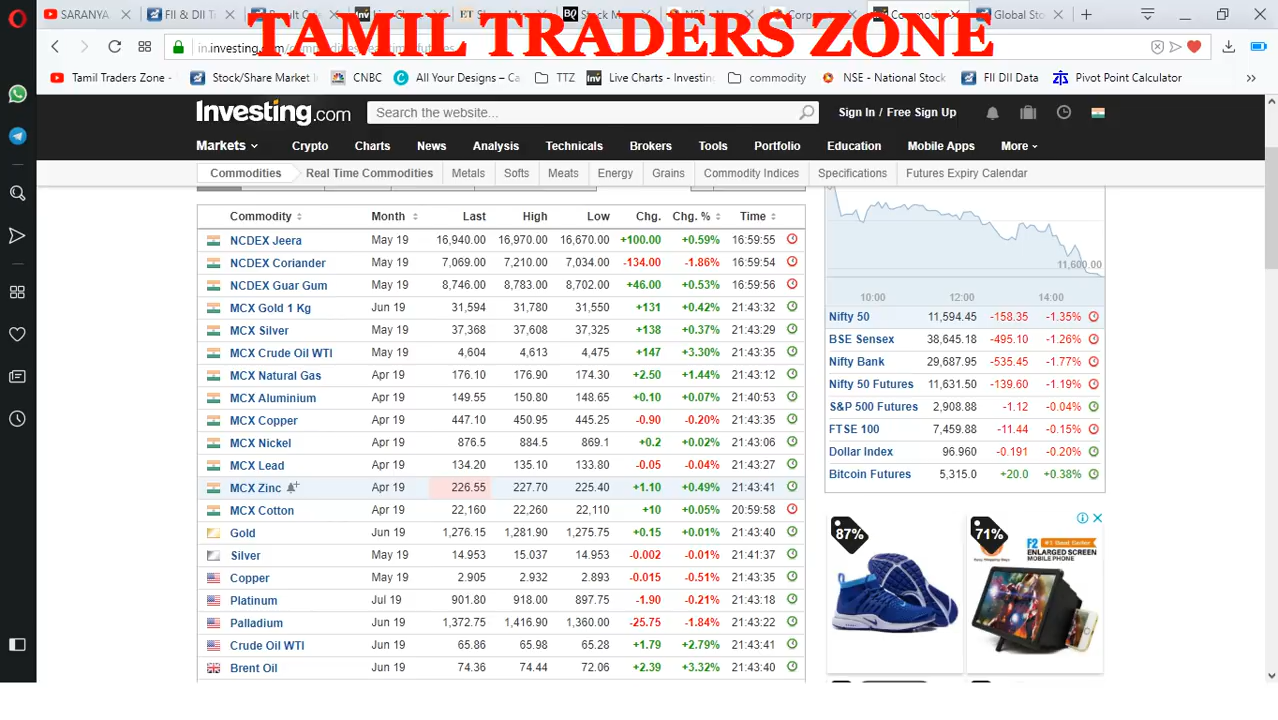 SARANYA
FII & DII
TAMIL TRADERS ZONE
Tamil Traders Zone - Stock/Share Market CNBC All Your Designs – Ca TTZ Live Charts - Investing commodity NSE - National Stock FII DII Data Pivot Point Calculator
Investing.com Search the website... Sign In / Free Sign Up
Markets Crypto Charts News Analysis Technicals Brokers Tools Portfolio Education Mobile Apps More
Commodities Real Time Commodities Metals Softs Meats Energy Grains Commodity Indices Specifications Futures Expiry Calendar
Commodity Month Last High Low Chg. Chg. % Time
NCDEX Jeera May 19 16,940.00 16,970.00 16,670.00 +100.00 +0.59% 16:59:55
NCDEX Coriander May 19 7,069.00 7,210.00 7,034.00 -134.00 -1.86% 16:59:54
NCDEX Guar Gum May 19 8,746.00 8,783.00 8,702.00 +46.00 +0.53% 16:59:56
MCX Gold 1 Kg Jun 19 31,594 31,780 31,550 +131 +0.42% 21:43:32
MCX Silver May 19 37,368 37,608 37,325 +138 +0.37% 21:43:29
MCX Crude Oil WTI May 19 4,604 4,613 4,475 +147 +3.30% 21:43:35
MCX Natural Gas Apr 19 176.10 176.90 174.30 +2.50 +1.44% 21:43:12
MCX Aluminium Apr 19 149.55 150.80 148.65 +0.10 +0.07% 21:40:53
MCX Copper Apr 19 447.10 450.95 445.25 -0.90 -0.20% 21:43:35
MCX Nickel Apr 19 876.5 884.5 869.1 +0.2 +0.02% 21:43:06
MCX Lead Apr 19 134.20 135.10 133.80 -0.05 -0.04% 21:43:27
MCX Zinc Apr 19 226.55 227.70 225.40 +1.10 +0.49% 21:43:41
MCX Cotton Apr 19 22,160 22,260 22,110 +10 +0.05% 20:59:58
Gold Jun 19 1,276.15 1,281.90 1,275.75 +0.15 +0.01% 21:43:40
Silver May 19 14.953 15.037 14.953 -0.002 -0.01% 21:41:37
Copper May 19 2.905 2.932 2.893 -0.015 -0.51% 21:43:35
Platinum Jul 19 901.80 918.00 897.75 -1.90 -0.21% 21:43:18
Palladium Jun 19 1,372.75 1,416.90 1,360.00 -25.75 -1.84% 21:43:22
Crude Oil WTI Jun 19 65.86 65.98 65.28 +1.79 +2.79% 21:43:41
Brent Oil Jun 19 74.36 74.44 72.06 +2.39 +3.32% 21:43:40
11,600.00
10:00 12:00 14:00
Nifty 50 11,594.45 -158.35 -1.35%
BSE Sensex 38,645.18 -495.10 -1.26%
Nifty Bank 29,687.95 -535.45 -1.77%
Nifty 50 Futures 11,631.50 -139.60 -1.19%
S&P 500 Futures 2,908.88 -1.12 -0.04%
FTSE 100 7,459.88 -11.44 -0.15%
Dollar Index 96.960 -0.191 -0.20%
Bitcoin Futures 5,315.0 +20.0 +0.38%
87%
71%
F2 #1 Best Earlier
ENLARGED SCREEN
MOBILE PHONE